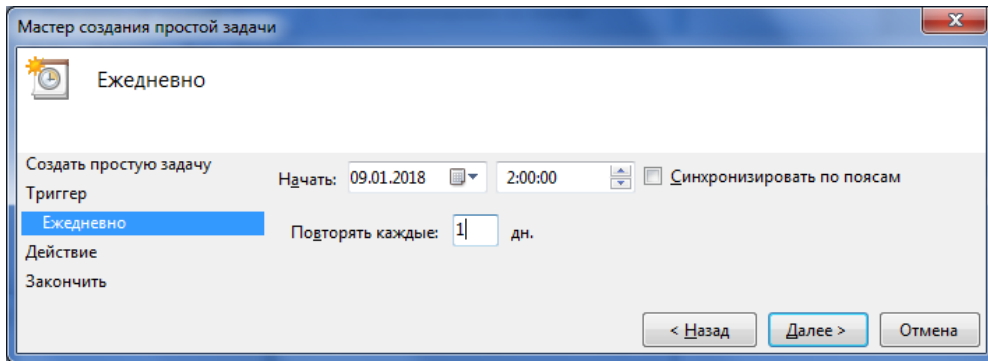 Мастер создания простой задачи
Ежедневно
Создать простую задачу
Триггер
Ежедневно
Действие
Закончить
Начать: 09.01.2018 2:00:00 Синхронизировать по поясам
Повторять каждые: 1 дн.
< Назад Далее > Отмена